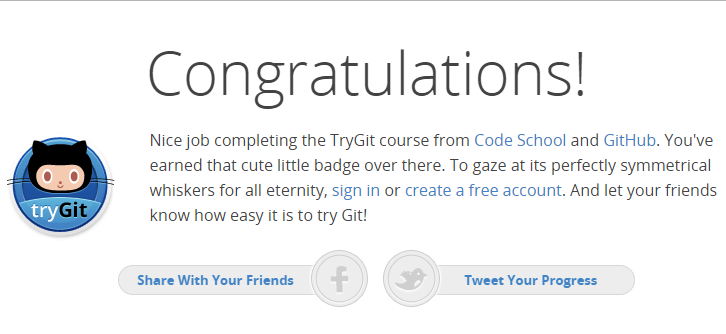 Congratulations!
Nice job completing the TryGit course from Code School and GitHub. You've
earned that cute little badge over there. To gaze at its perfectly symmetrical
whiskers for all eternity, sign in or create a free account. And let your friends
know how easy it is to try Git!
tryGit
Share With Your Friends
Tweet Your Progress